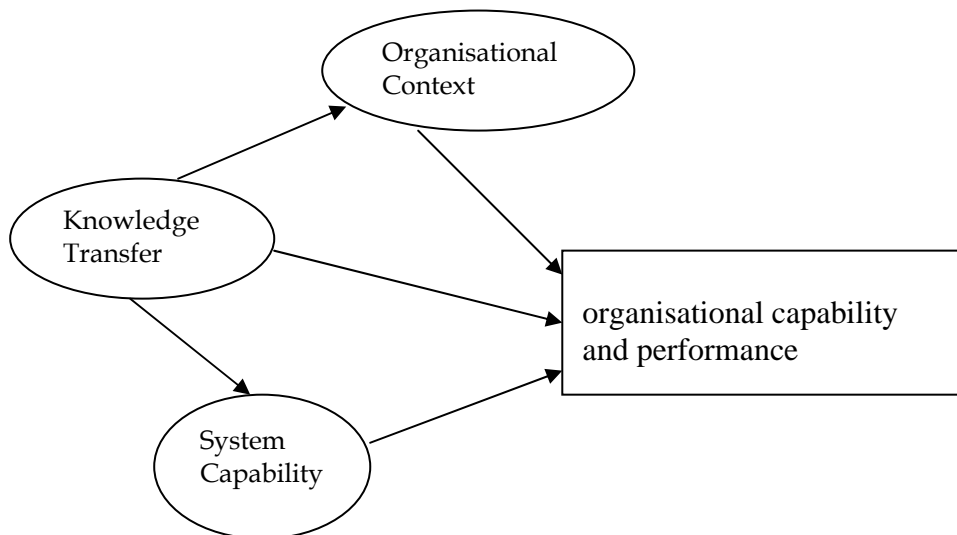 Organisational
Context
Knowledge
Transfer
organisational capability
and performance
System
Capability